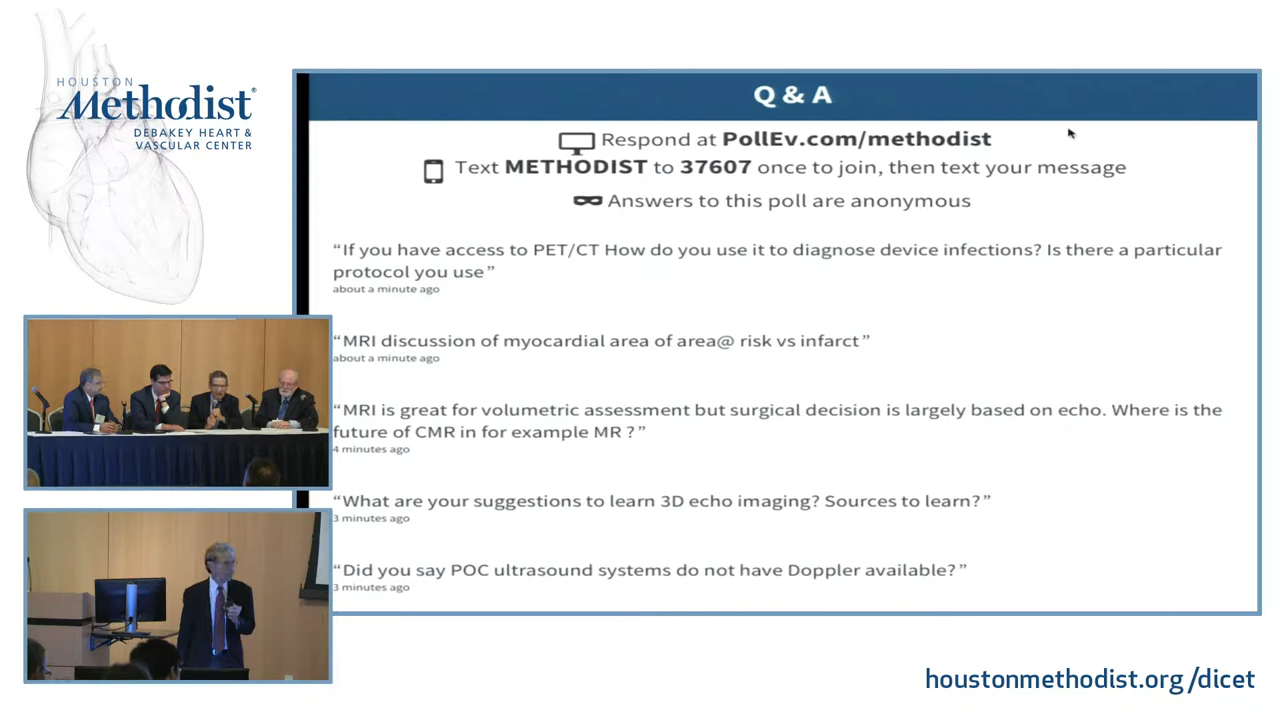 HOUSTON
Methodist®
DEBAKEY HEART &
VASCULAR CENTER
Q & A
Respond at PollEv.com/methodist
Text METHODIST to 37607 once to join, then text your message
Answers to this poll are anonymous
“If you have access to PET/CT How do you use it to diagnose device infections? Is there a particular
protocol you use”
about a minute ago
“MRI discussion of myocardial area of area@ risk vs infarct”
about a minute ago
“MRI is great for volumetric assessment but surgical decision is largely based on echo. Where is the
future of CMR in for example MR ?”
4 minutes ago
“What are your suggestions to learn 3D echo imaging? Sources to learn?”
3 minutes ago
“Did you say POC ultrasound systems do not have Doppler available?”
3 minutes ago
houstonmethodist.org/dicet